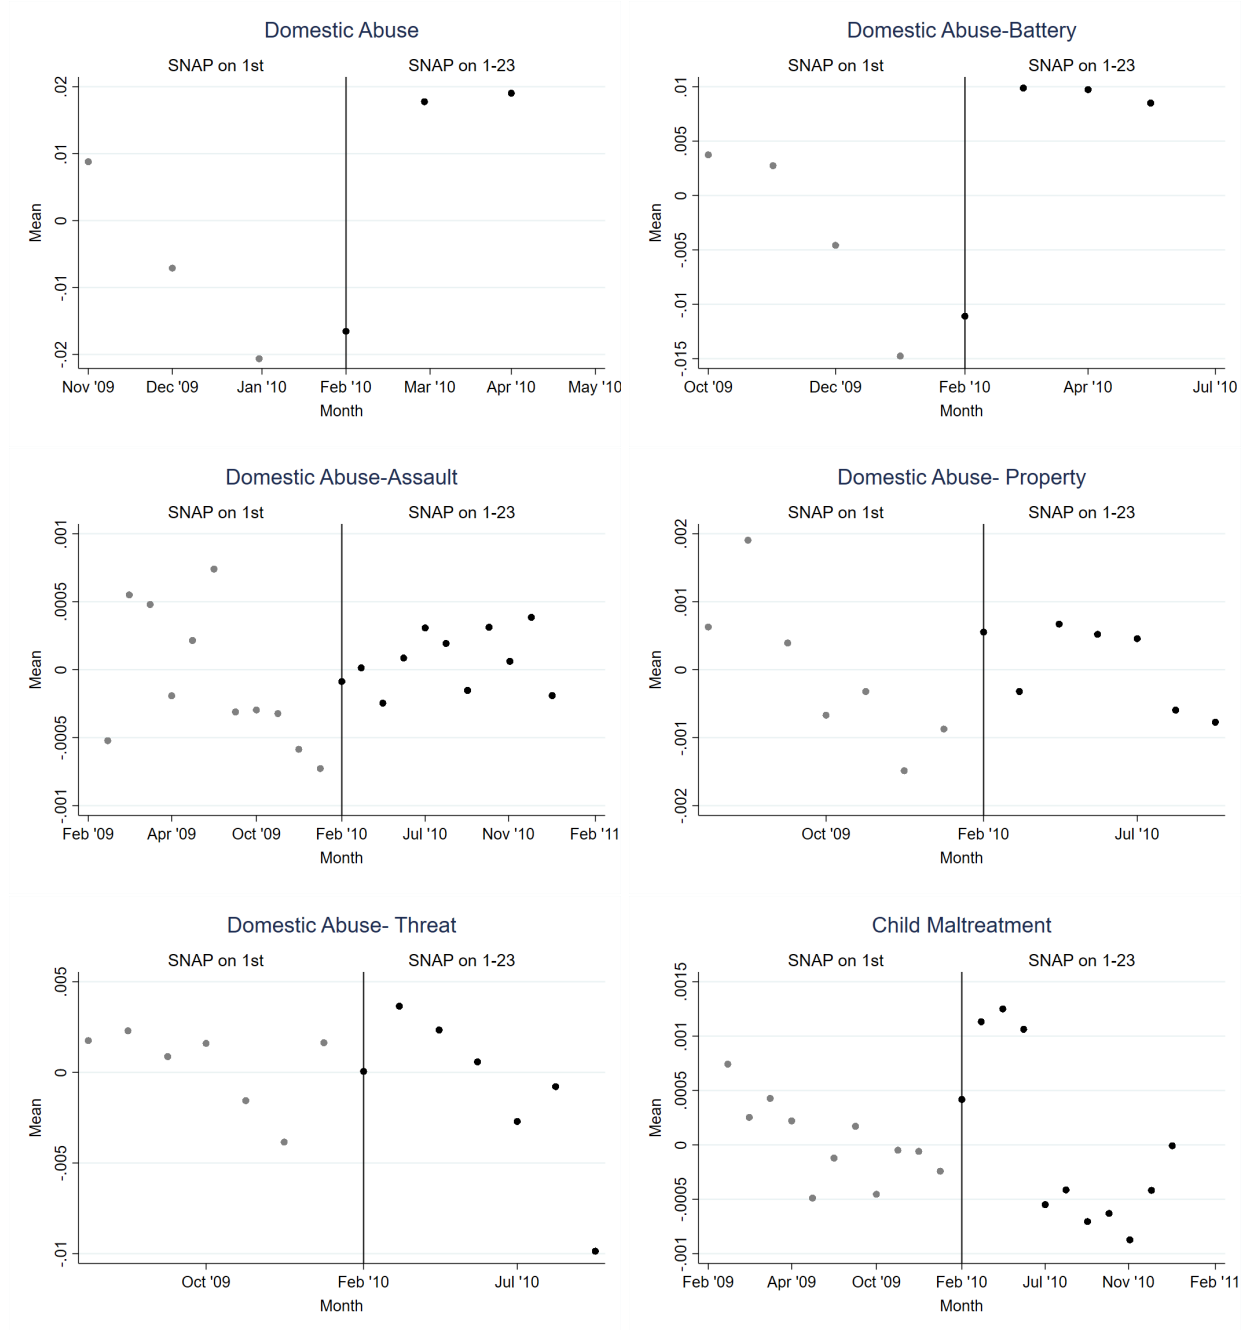 Domestic Abuse
SNAP on 1st SNAP on 1-23
Mean
.02
.01
0
-.01
-.02
Nov '09 Dec '09 Jan '10 Feb '10 Mar '10 Apr '10 May '10
Month
Domestic Abuse-Battery
SNAP on 1st SNAP on 1-23
Mean
.01
.005
0
-.005
-.01
-.015
Oct '09 Dec '09 Feb '10 Apr '10 Jul '10
Month
Domestic Abuse-Assault
SNAP on 1st SNAP on 1-23
Mean
.001
.0005
0
-.0005
-.001
Feb '09 Apr '09 Oct '09 Feb '10 Jul '10 Nov '10 Feb '11
Month
Domestic Abuse- Property
SNAP on 1st SNAP on 1-23
Mean
.002
.001
0
-.001
-.002
Oct '09 Feb '10 Jul '10
Month
Domestic Abuse- Threat
SNAP on 1st SNAP on 1-23
Mean
.005
0
-.005
-.01
Oct '09 Feb '10 Jul '10
Month
Child Maltreatment
SNAP on 1st SNAP on 1-23
Mean
.0015
.001
.0005
0
-.0005
-.001
Feb '09 Apr '09 Oct '09 Feb '10 Jul '10 Nov '10 Feb '11
Month